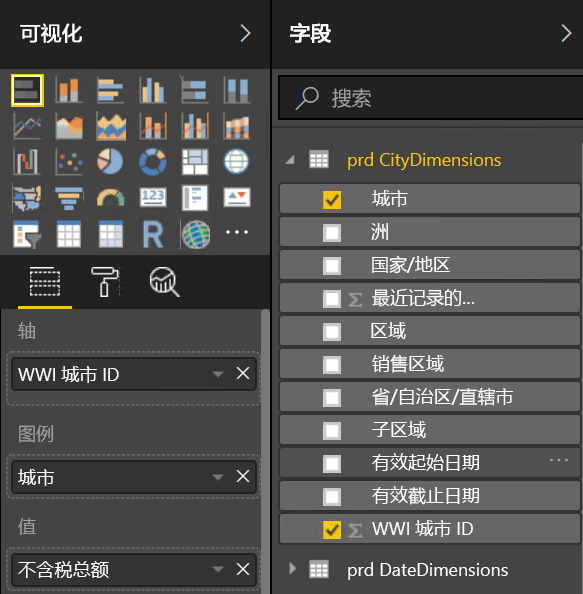 可视化
123
R
轴
WWI 城市 ID
图例
城市
值
不含税总额
字段
搜索
prd CityDimensions
城市
洲
国家/地区
最近记录的...
区域
销售区域
省/自治区/直辖市
子区域
有效起始日期
有效截止日期
WWI 城市 ID
prd DateDimensions